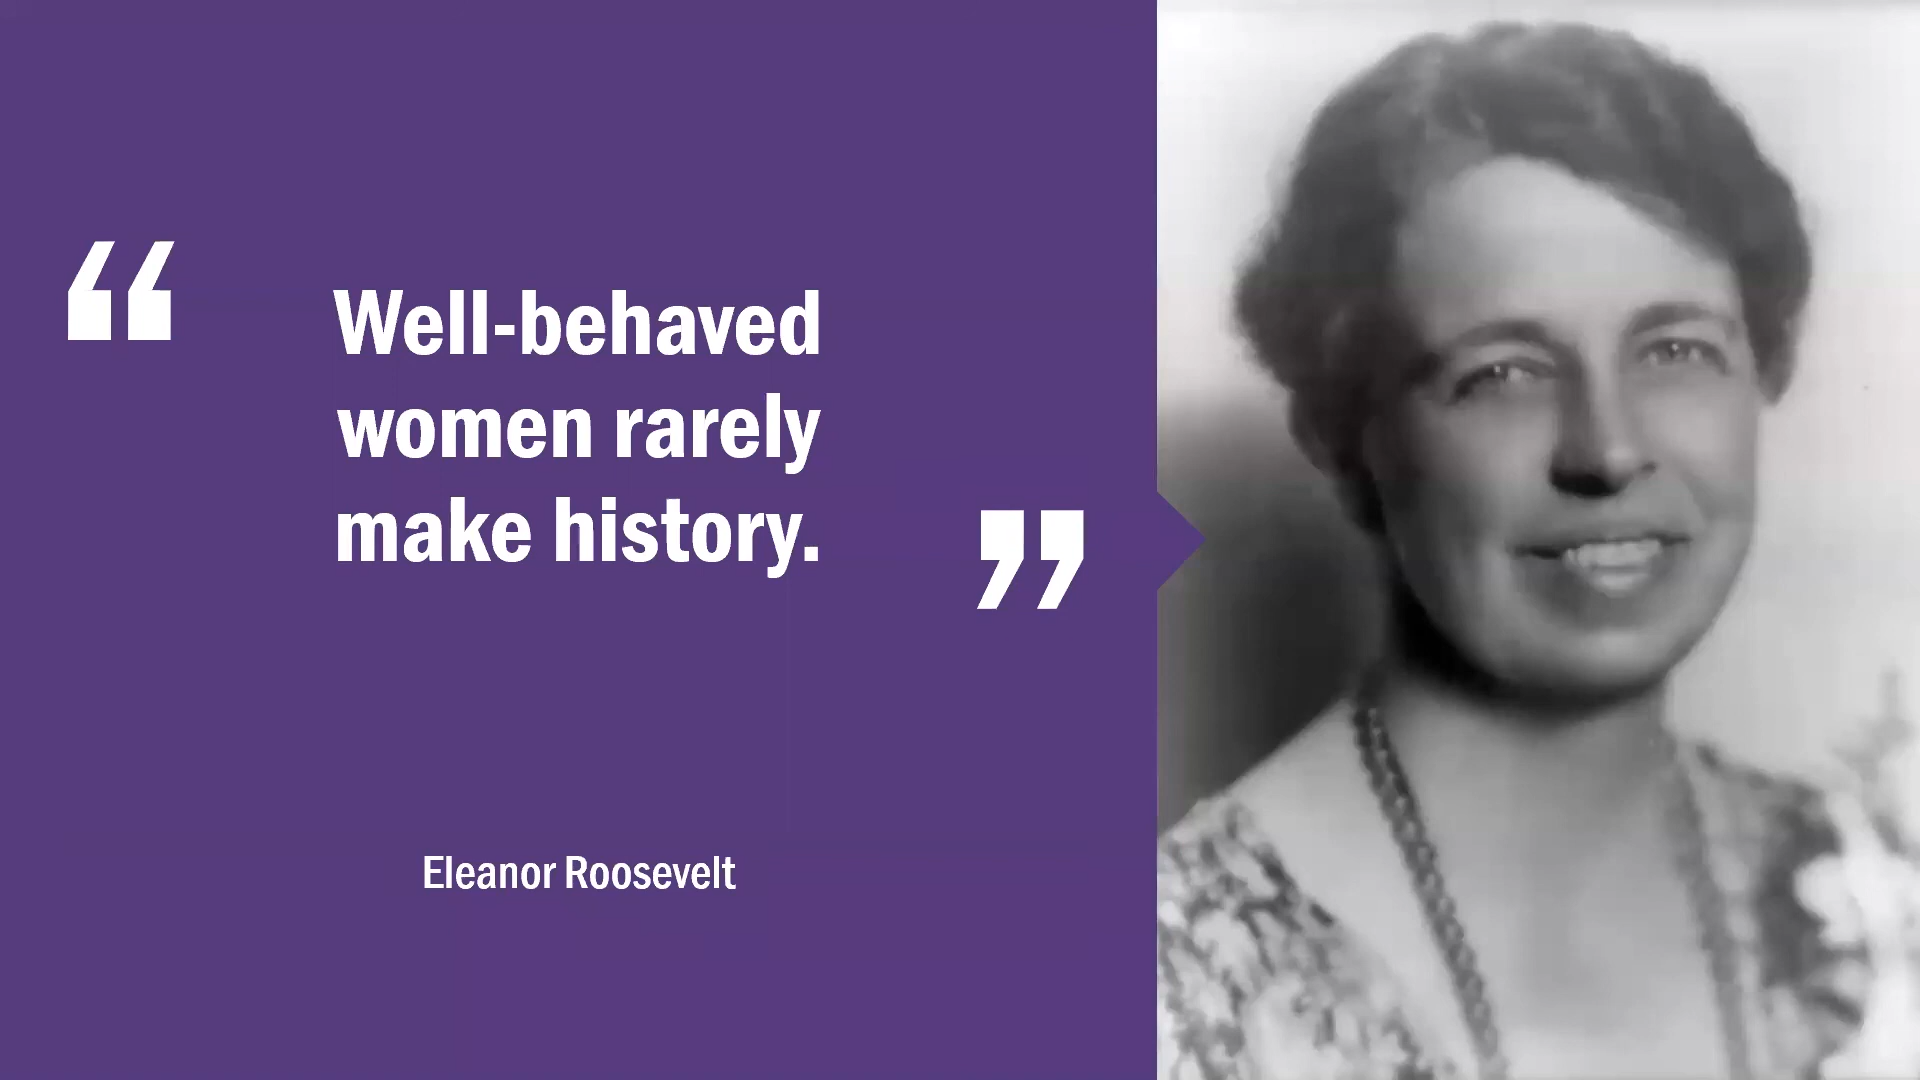 “
Well-behaved
women rarely
make history.
”
Eleanor Roosevelt